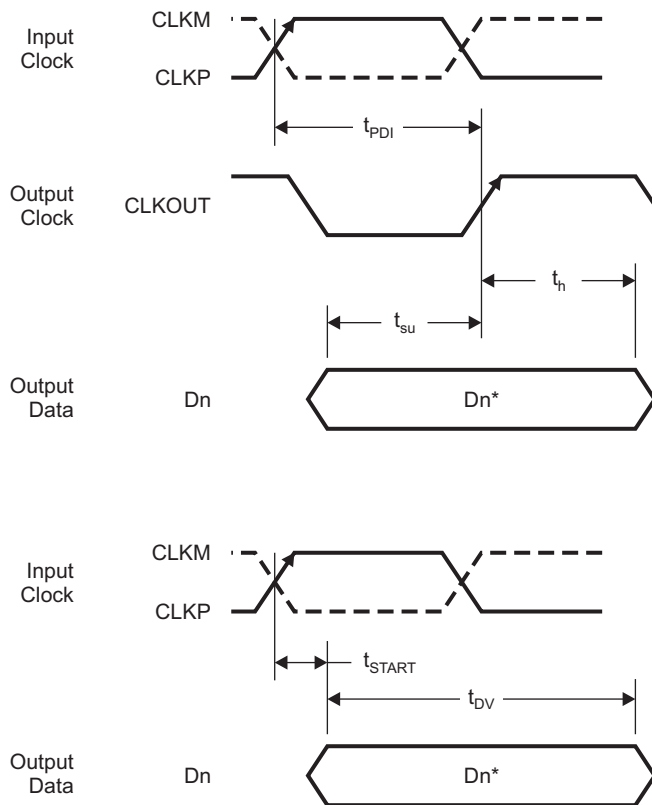 Input
Clock
CLKM
CLKP
tPDI
Output
Clock
CLKOUT
th
tsu
Output
Data
Dn
Dn*
Input
Clock
CLKM
CLKP
tSTART
tDV
Output
Data
Dn
Dn*